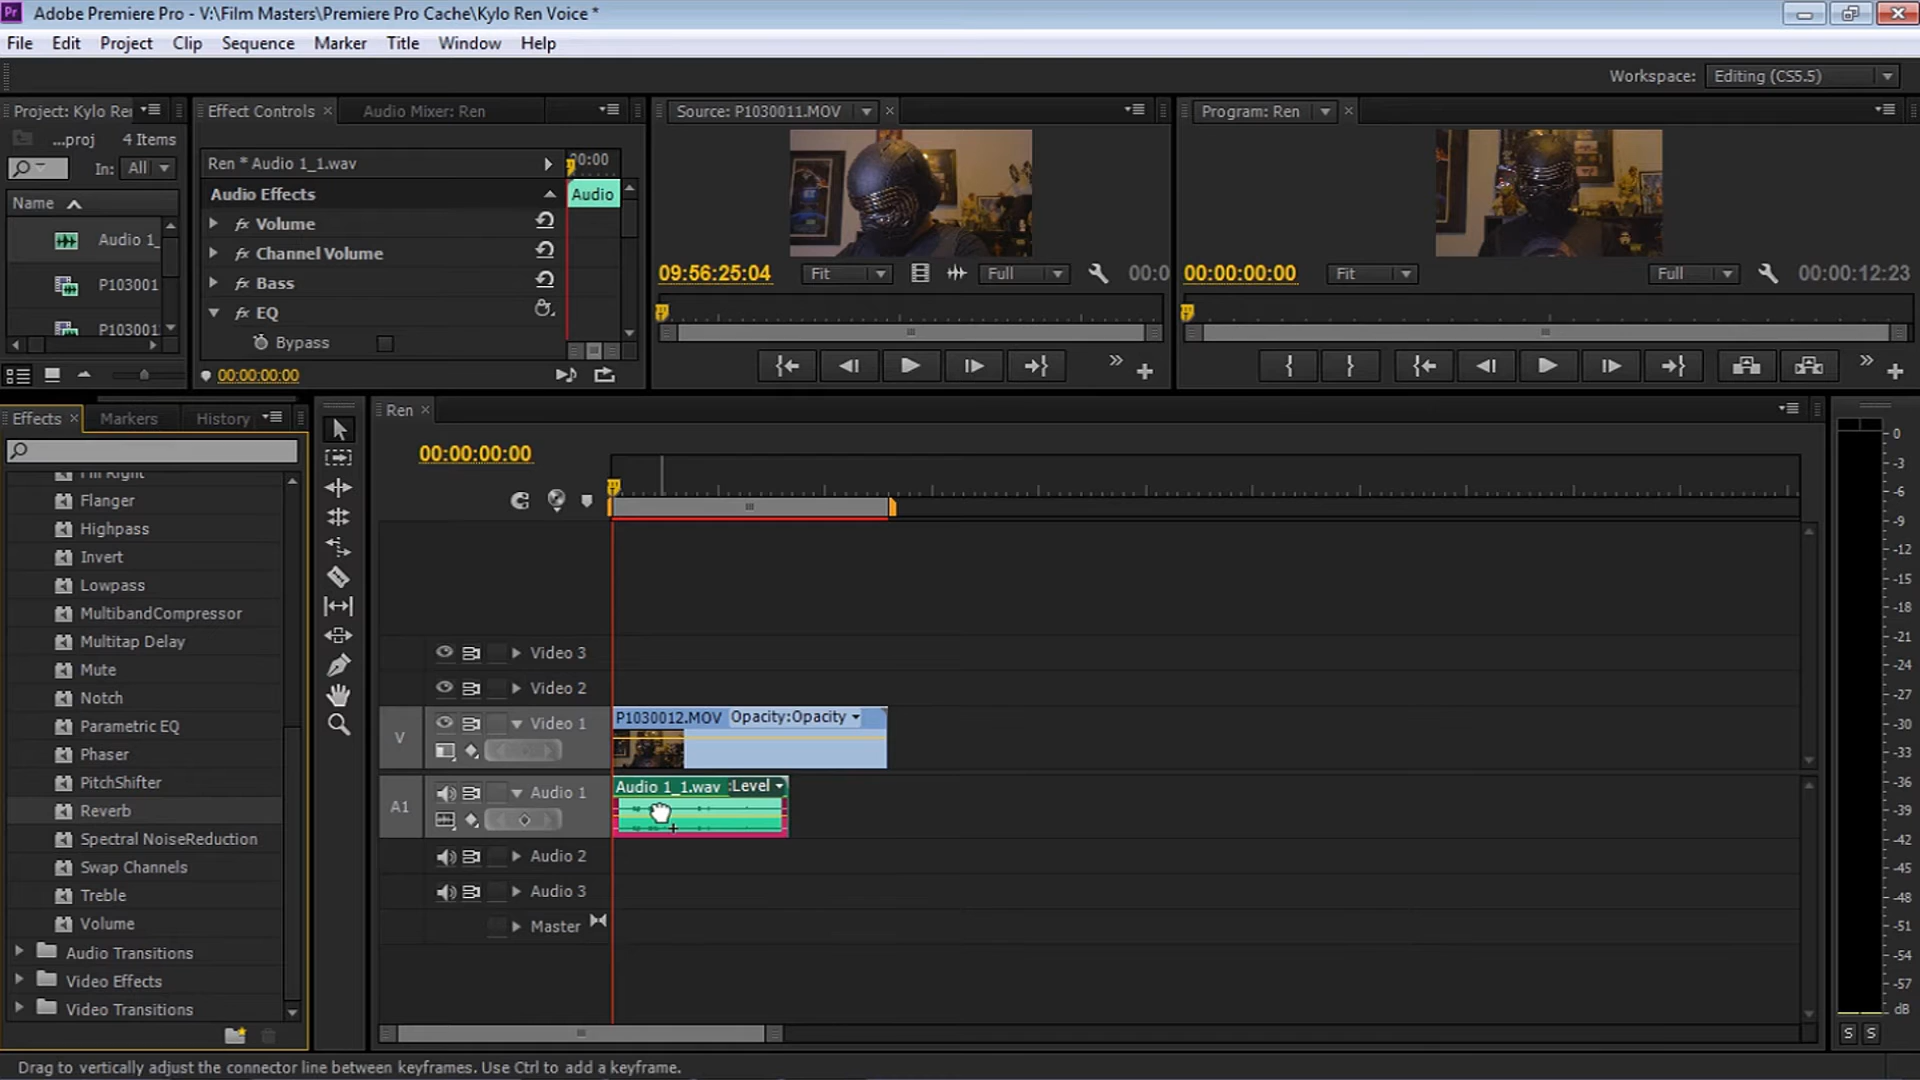 Adobe Premiere Pro - V:\Film Masters\Premiere Pro Cache\Kylo Ren Voice *
File Edit Project Clip Sequence Marker Title Window Help
Workspace: Editing (CS5.5)
Project: Kylo Ren
...proj 4 Items
In: All
Name
Audio 1_
P103001
P103001
Effect Controls Audio Mixer: Ren
Ren * Audio 1_1.wav
:00:00
Audio Effects
Audio
fx Volume
fx Channel Volume
fx Bass
fx EQ
Bypass
00:00:00:00
Source: P1030011.MOV
09:56:25:04 Fit Full 00:0
Program: Ren
00:00:00:00 Fit Full 00:00:12:23
Effects Markers History
Fill Right
Flanger
Highpass
Invert
Lowpass
MultibandCompressor
Multitap Delay
Mute
Notch
Parametric EQ
Phaser
PitchShifter
Reverb
Spectral NoiseReduction
Swap Channels
Treble
Volume
Audio Transitions
Video Effects
Video Transitions
Ren
00:00:00:00
Video 3
Video 2
V Video 1
P1030012.MOV Opacity:Opacity
A1 Audio 1
Audio 1_1.wav :Level
Audio 2
Audio 3
Master
0
-3
-6
-9
-12
-15
-18
-21
-24
-27
-30
-33
-36
-39
-42
-45
-48
-51
-54
-57
dB
S S
Drag to vertically adjust the connector line between keyframes. Use Ctrl to add a keyframe.